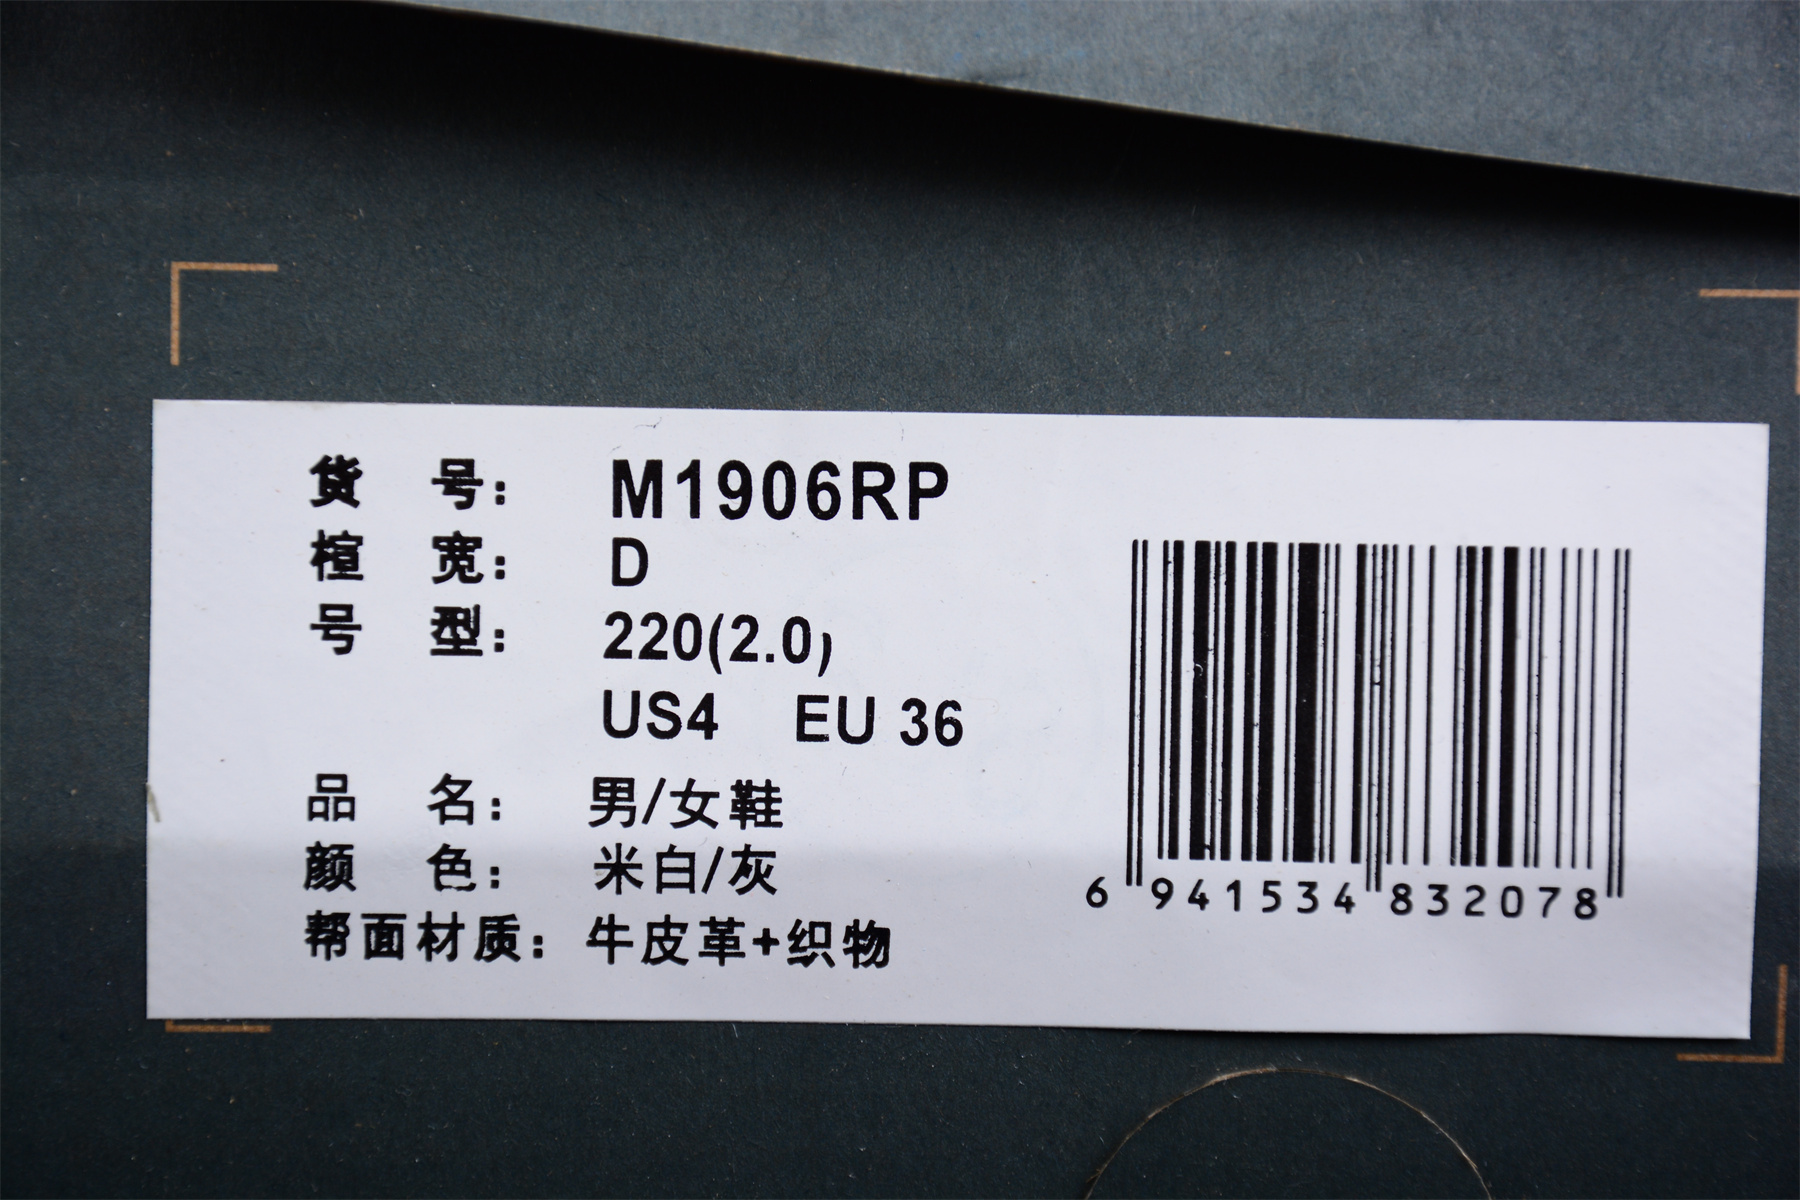 货 号: M1906RP
楦 宽: D
号 型: 220(2.0)
US4 EU 36
品 名: 男/女鞋
颜 色: 米白/灰
帮面材质: 牛皮革+织物
6 941534 832078